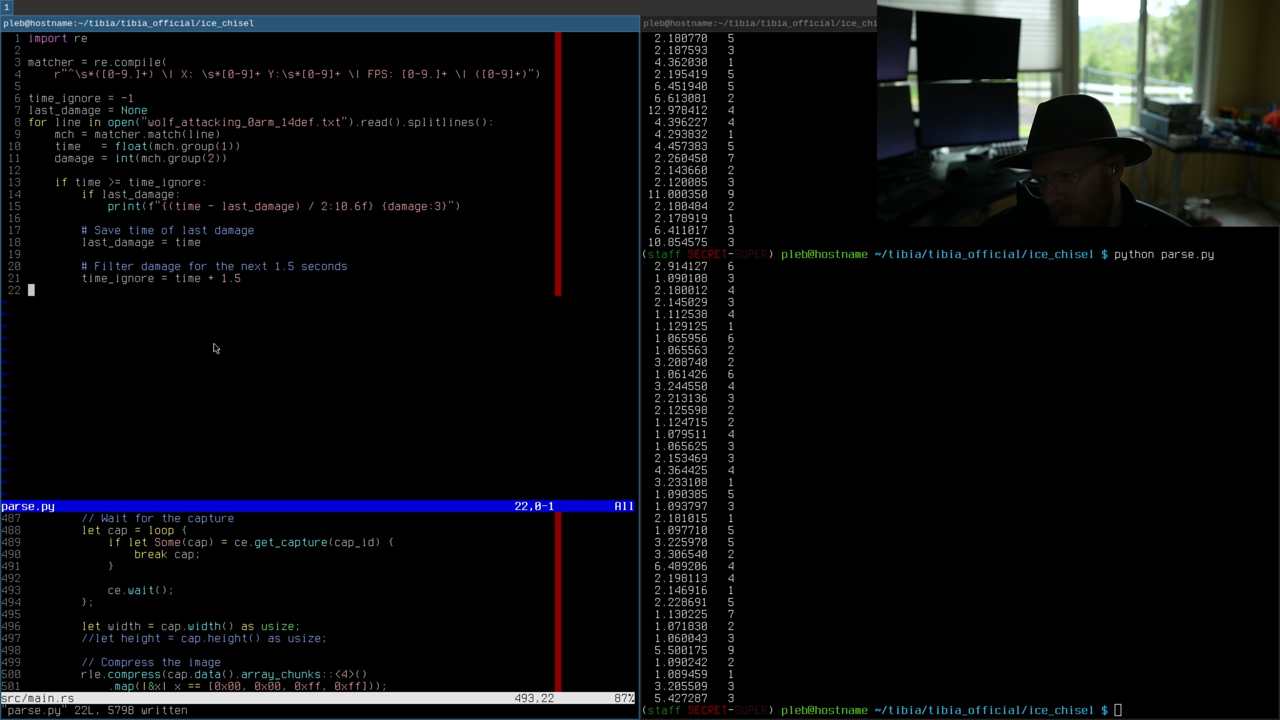 1
pleb@hostname:~/tibia/tibia_official/ice_chisel
1 import re
2
3 matcher = re.compile(
4     r"^\s*([0-9.]+) \| X: \s*[0-9]+ Y:\s*[0-9]+ \| FPS: [0-9.]+ \| ([0-9]+)")
5
6 time_ignore = -1
7 last_damage = None
8 for line in open("wolf_attacking_0arm_14def.txt").read().splitlines():
9     mch = matcher.match(line)
10     time   = float(mch.group(1))
11     damage = int(mch.group(2))
12
13     if time >= time_ignore:
14         if last_damage:
15             print(f"{(time - last_damage) / 2:10.6f} {damage:3}")
16
17         # Save time of last damage
18         last_damage = time
19
20         # Filter damage for the next 1.5 seconds
21         time_ignore = time + 1.5
22
parse.py 22,0-1 All
487         // Wait for the capture
488         let cap = loop {
489             if let Some(cap) = ce.get_capture(cap_id) {
490                 break cap;
491             }
492
493             ce.wait();
494         };
495
496         let width = cap.width() as usize;
497         //let height = cap.height() as usize;
498
499         // Compress the image
500         rle.compress(cap.data().array_chunks::<4>()
501             .map(|&x| x == [0x00, 0x00, 0xff, 0xff]));
src/main.rs 493,22 87%
"parse.py" 22L, 579B written
pleb@hostname:~/tibia/tibia_official/ice_chi
2.180770 5
2.187593 3
4.362030 1
2.195419 5
6.451940 5
6.613081 2
12.978412 4
4.396227 4
4.293832 1
4.457383 5
2.260450 7
2.143660 2
2.120085 3
11.000350 9
2.180484 2
2.178919 1
6.411017 3
10.854575 3
(staff SECRET-SUPER) pleb@hostname ~/tibia/tibia_official/ice_chisel $ python parse.py
2.914127 6
1.090108 3
2.180012 4
2.145029 3
1.112538 4
1.129125 1
1.065956 6
1.065563 2
3.208740 2
1.061426 6
3.244550 4
2.213136 3
2.125598 2
1.124715 2
1.079511 4
1.065625 3
2.153469 3
4.364425 4
3.233108 1
1.090385 5
1.093797 3
2.181015 1
1.097710 5
3.225970 5
3.306540 2
6.489206 4
2.198113 4
2.146916 1
2.228691 5
1.130225 7
1.071830 2
1.060043 3
5.500175 9
1.090242 2
1.089459 1
3.205509 3
5.427287 3
(staff SECRET-SUPER) pleb@hostname ~/tibia/tibia_official/ice_chisel $